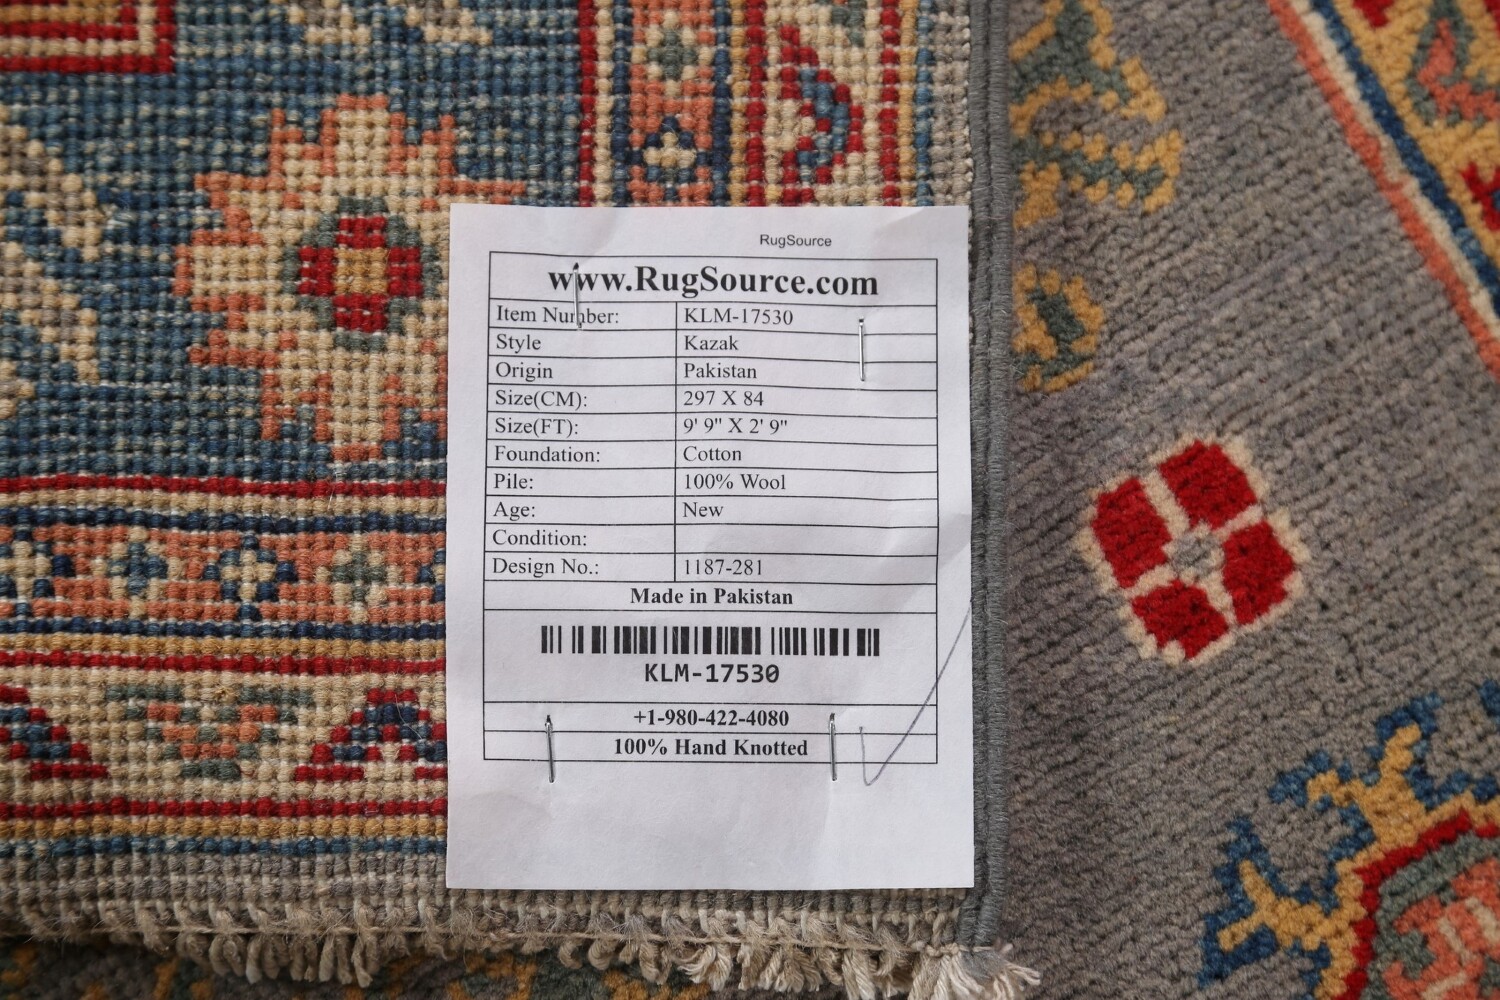 RugSource
www.RugSource.com
Item Number: KLM-17530
Style Kazak
Origin Pakistan
Size(CM): 297 X 84
Size(FT): 9' 9" X 2' 9"
Foundation: Cotton
Pile: 100% Wool
Age: New
Condition:
Design No.: 1187-281
Made in Pakistan
KLM-17530
+1-980-422-4080
100% Hand Knotted